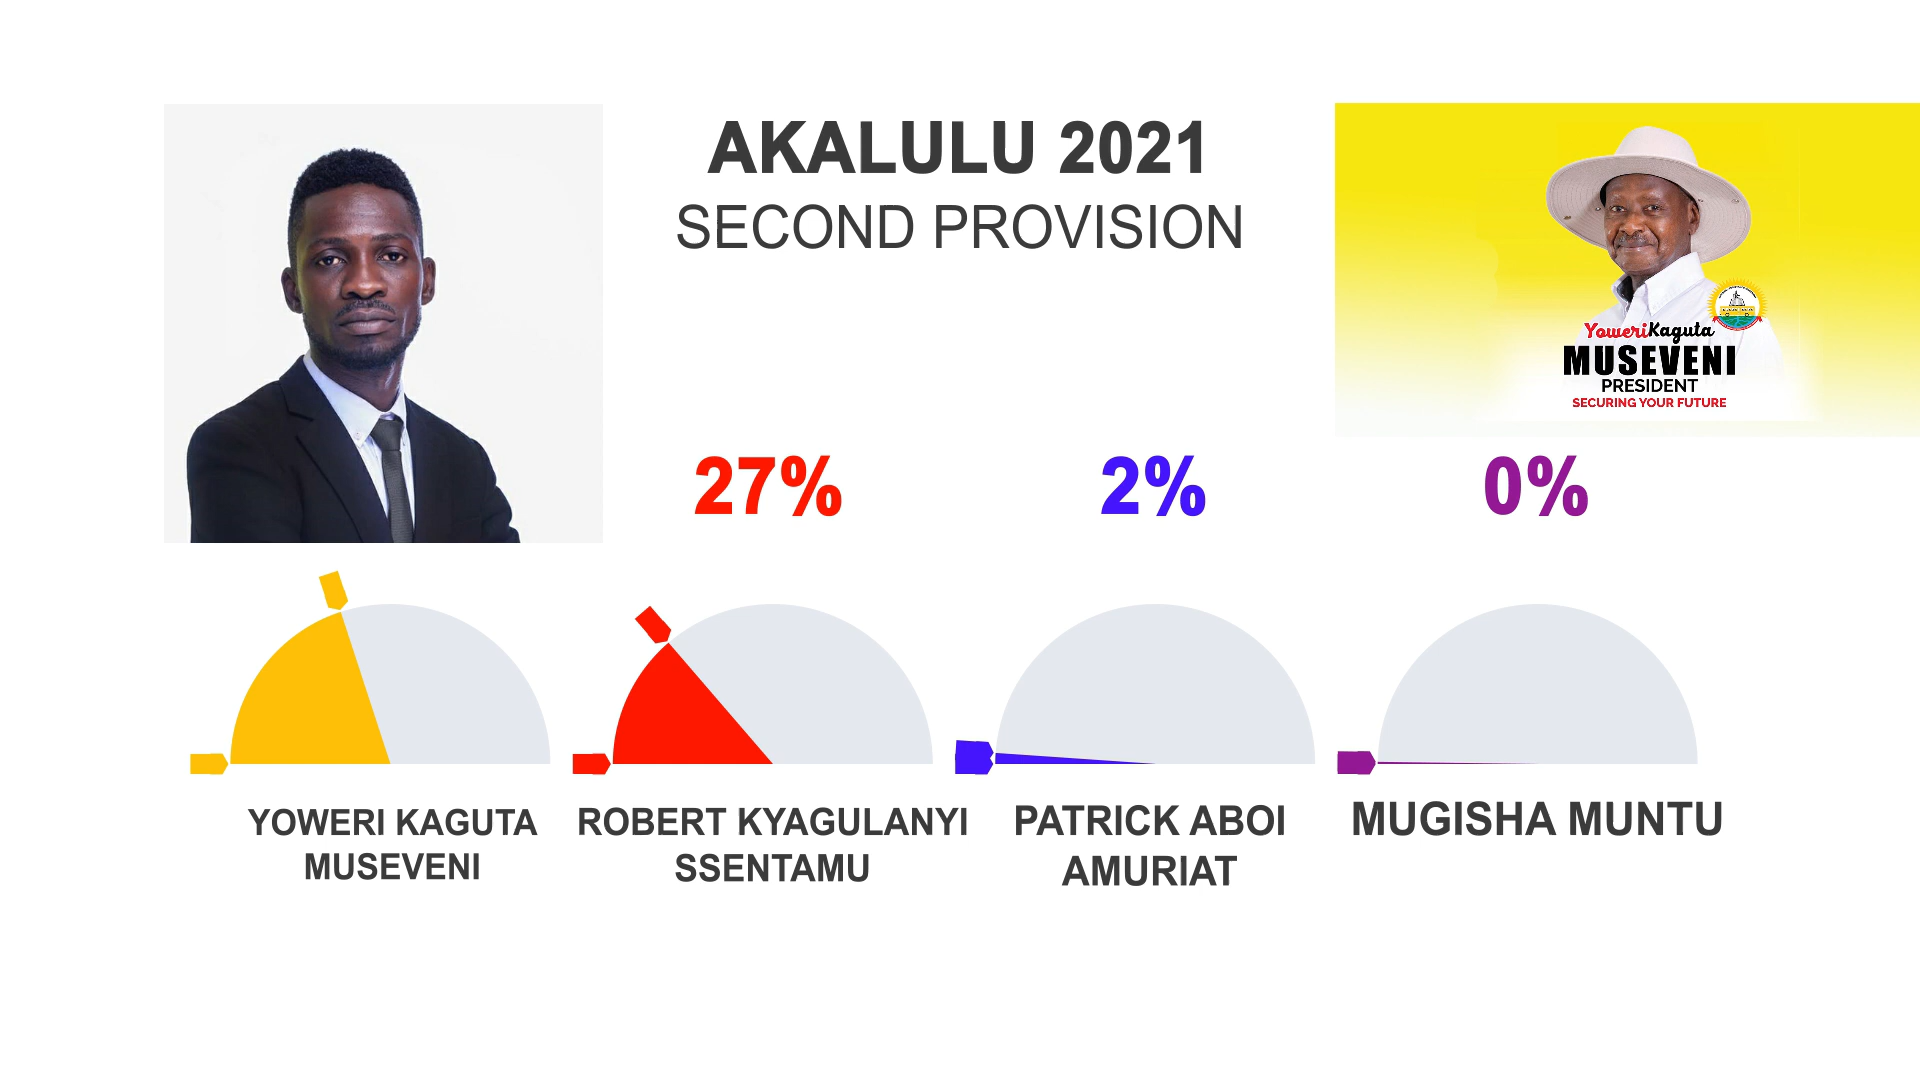 AKALULU 2021
SECOND PROVISION
YoweriKaguta
MUSEVENI
PRESIDENT
SECURING YOUR FUTURE
27%
2%
0%
YOWERI KAGUTA
MUSEVENI
ROBERT KYAGULANYI
SSENTAMU
PATRICK ABOI
AMURIAT
MUGISHA MUNTU